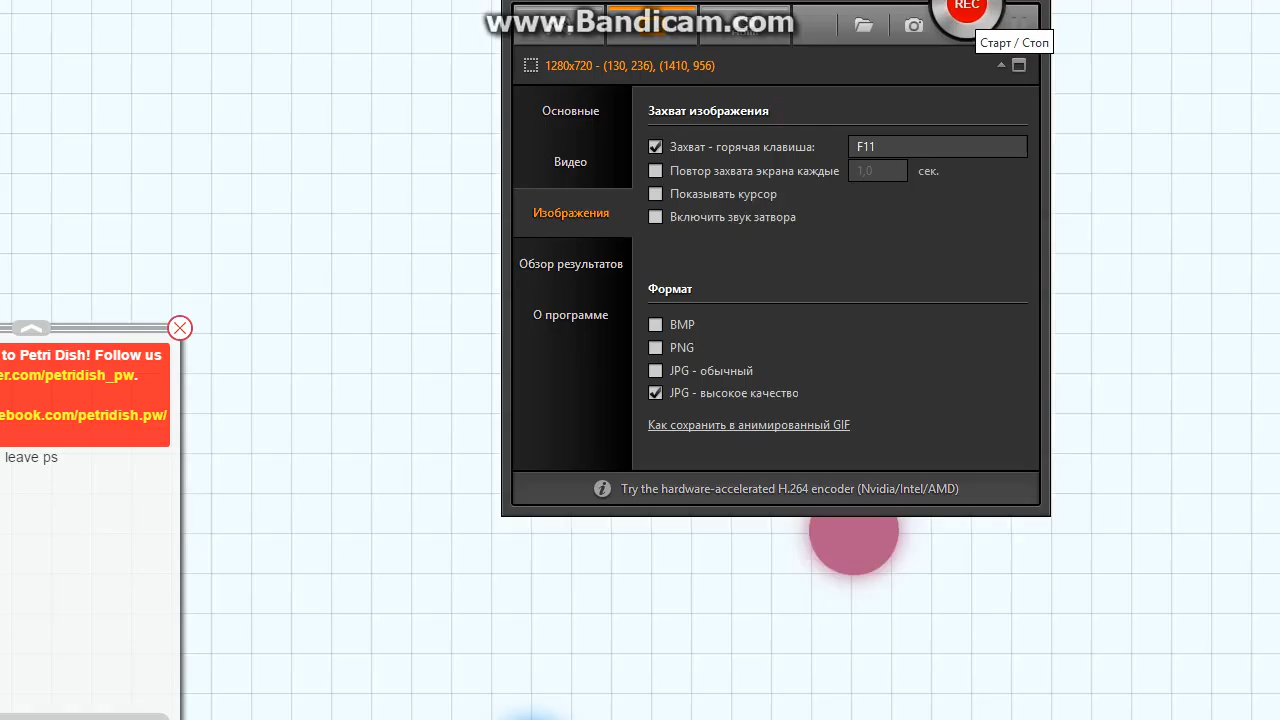 www.Bandicam.com
REC
Старт / Стоп
1280x720 - (130, 236), (1410, 956)
Основные
Видео
Изображения
Обзор результатов
О программе
Захват изображения
Захват - горячая клавиша: F11
Повтор захвата экрана каждые 1,0 сек.
Показывать курсор
Включить звук затвора
Формат
BMP
PNG
JPG - обычный
JPG - высокое качество
Как сохранить в анимированный GIF
Try the hardware-accelerated H.264 encoder (Nvidia/Intel/AMD)
to Petri Dish! Follow us
er.com/petridish_pw.
ebook.com/petridish.pw/
leave ps